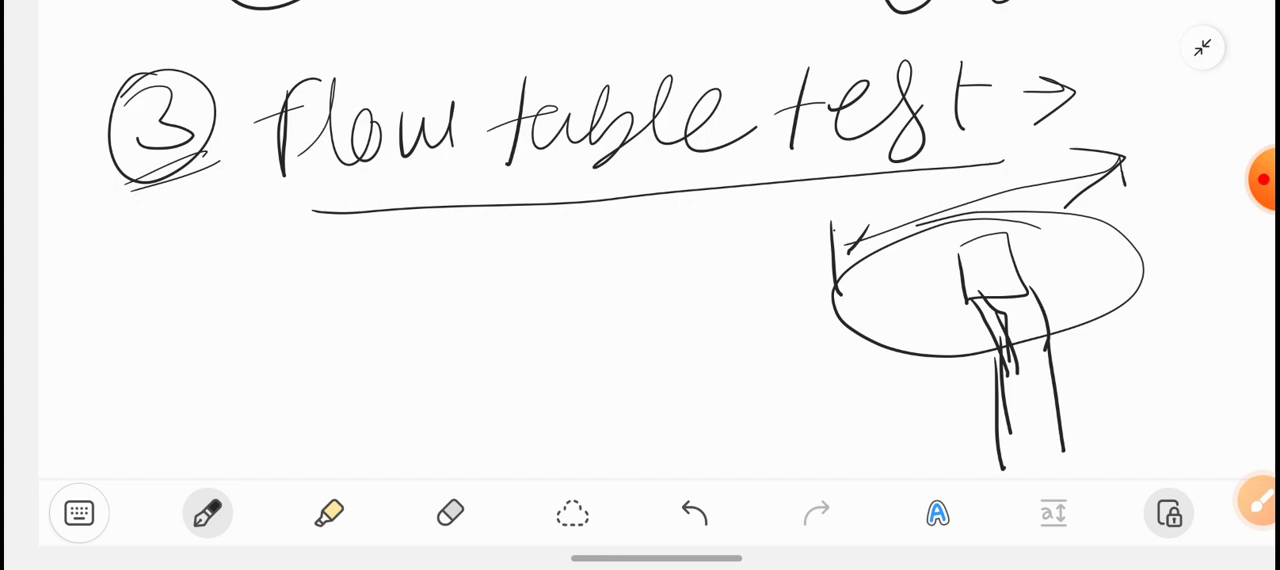 ③ flow table test →